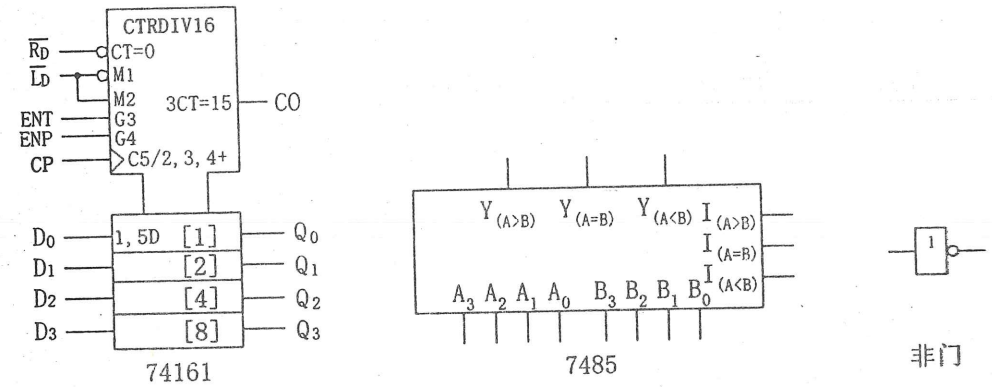 CTRDIV16
R̅D̅ CT=0
L̅D̅ M1
M2 3CT=15 CO
ENT G3
ENP G4
CP C5/2,3,4+
D0 1,5D [1] Q0
D1 [2] Q1
D2 [4] Q2
D3 [8] Q3
74161
Y(A>B) Y(A=B) Y(A<B) I(A>B)
I(A=B)
I(A<B)
A3 A2 A1 A0 B3 B2 B1 B0
7485
1
非门